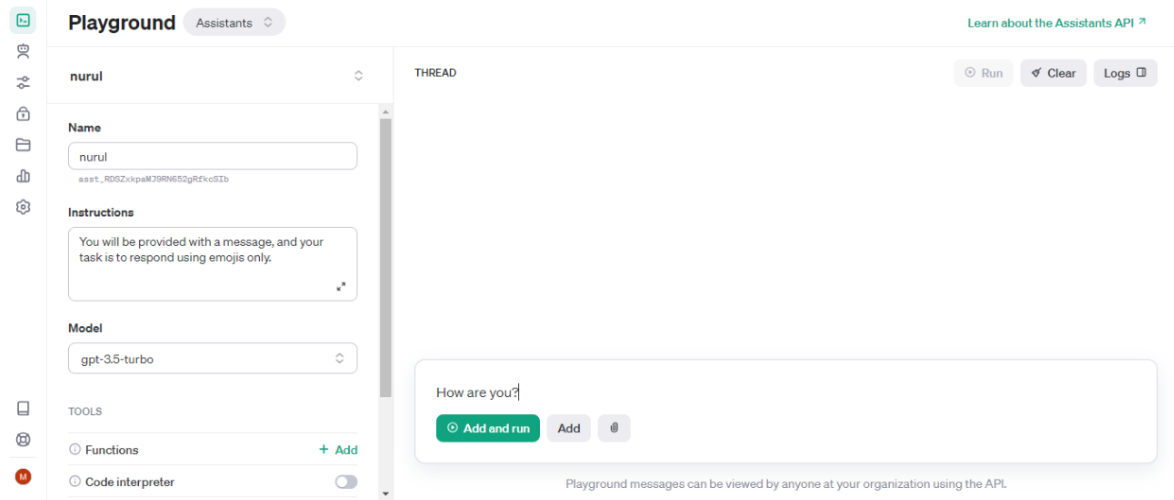 Playground
Assistants
Learn about the Assistants API
nurul
Name
nurul
Instructions
You will be provided with a message, and your
task is to respond using emojis only.
Model
gpt-3.5-turbo
TOOLS
Functions
+ Add
Code interpreter
M
THREAD
Run
Clear
Logs
How are you?
Add and run
Add
Playground messages can be viewed by anyone at your organization using the API.